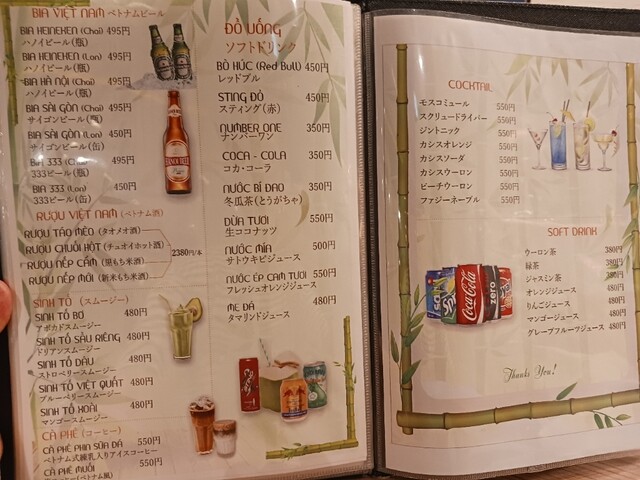 BIA VIỆT NAM ベトナムビール
BIA HEINEKEN (Chai) 495円
ハノイビール(瓶)
BIA HEINEKEN (Lon) 495円
ハノイビール(瓶)
BIA HÀ NỘI (Chai) 495円
ハノイビール(瓶)
BIA SÀI GÒN (Chai) 495円
サイゴンビール(瓶)
BIA SÀI GÒN (Lon) 450円
サイゴンビール(缶)
BIA 333 (Chai) 495円
333ビール(瓶)
BIA 333 (Lon) 450円
333ビール(缶)
RƯỢU VIỆT NAM (ベトナム酒)
RƯỢU TÁO MÈO (タオメオ酒)
RƯỢU CHUỐI HỘT (チュオイホット酒)
RƯỢU NẾP CẨM (黒もち米酒)
RƯỢU NẾP MỚI (新米もち米酒)
2380円/本
SINH TỐ (スムージー)
SINH TỐ BƠ 480円
アボカドスムージー
SINH TỐ SẦU RIÊNG 480円
ドリアンスムージー
SINH TỐ DÂU 480円
ストロベリースムージー
SINH TỐ VIỆT QUẤT 480円
ブルーベリースムージー
SINH TỐ XOÀI 480円
マンゴースムージー
CÀ PHÊ (コーヒー)
CÀ PHÊ PHIN SỮA ĐÁ 550円
ベトナム式練乳入りアイスコーヒー
CÀ PHÊ MUỐI 550円
ĐỒ UỐNG
ソフトドリンク
BÒ HÚC (Red Bull) 450円
レッドブル
STING ĐỎ 450円
スティング(赤)
NUMBER ONE 350円
ナンバーワン
COCA - COLA 350円
コカ・コーラ
NƯỚC BÍ ĐAO 350円
冬瓜茶(とうがちゃ)
DỪA TƯƠI 550円
生ココナッツ
NƯỚC MÍA 500円
サトウキビジュース
NƯỚC ÉP CAM TƯƠI 550円
フレッシュオレンジジュース
ME ĐÁ 480円
タマリンドジュース
COCKTAIL
モスコミュール 550円
スクリュードライバー 550円
ジントニック 550円
カシスオレンジ 550円
カシスソーダ 550円
カシスウーロン 550円
ピーチウーロン 550円
ファジーネーブル 550円
SOFT DRINK
ウーロン茶 380円
緑茶 380円
ジャスミン茶 380円
オレンジジュース 480円
りんごジュース 480円
マンゴージュース 480円
グレープフルーツジュース 480円
Coca-Cola
zero
Thanks You!